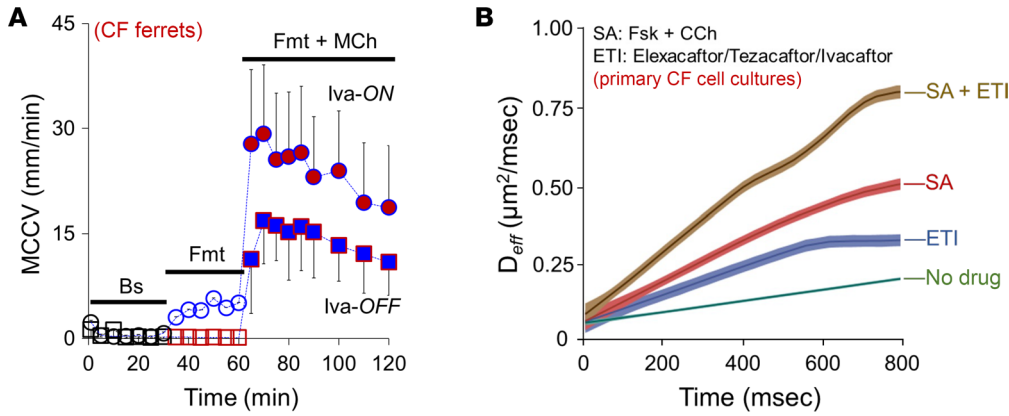 A
(CF ferrets)
Fmt + MCh
Iva-ON
Fmt
Bs
Iva-OFF
MCCV (mm/min)
45
30
15
0
0 20 40 60 80 100 120
Time (min)
B
SA: Fsk + CCh
ETI: Elexacaftor/Tezacaftor/Ivacaftor
(primary CF cell cultures)
SA + ETI
SA
ETI
No drug
Deff (μm2/msec)
1.00
0.75
0.50
0.25
0
0 200 400 600 800
Time (msec)